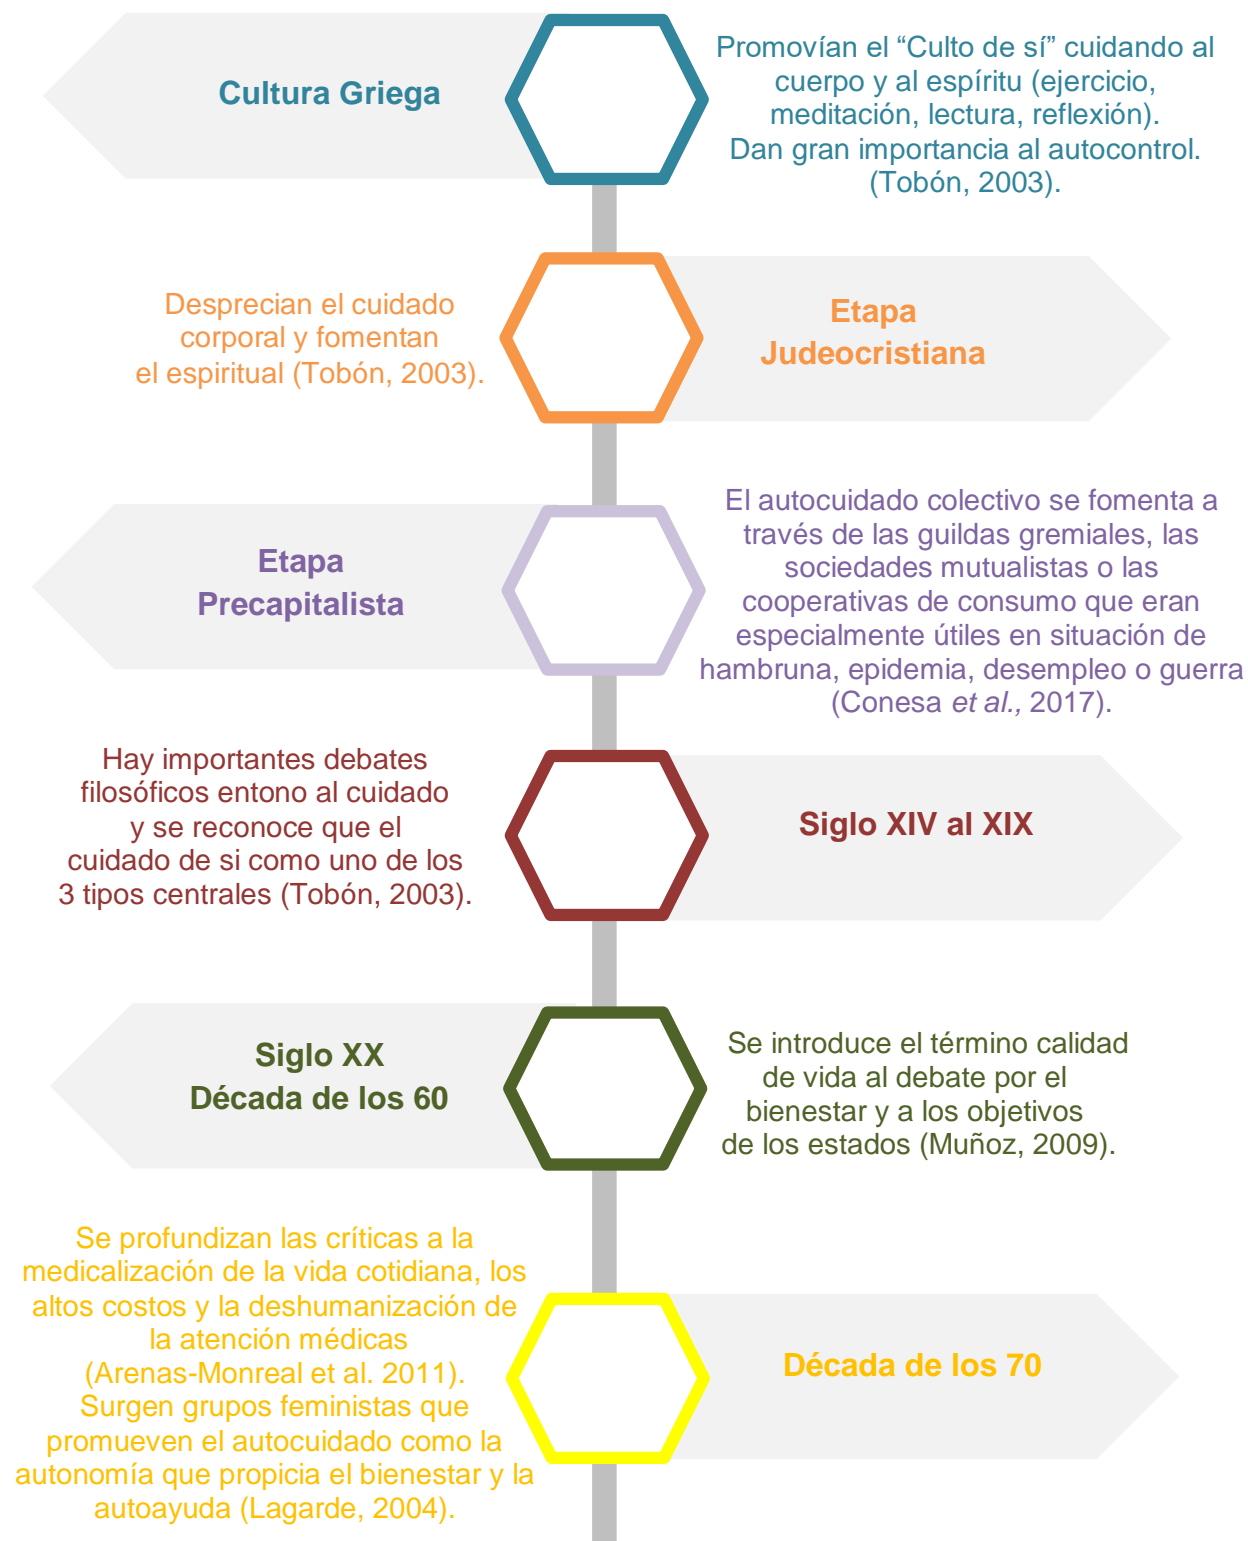 Cultura Griega
Promovían el “Culto de sí” cuidando al
cuerpo y al espíritu (ejercicio,
meditación, lectura, reflexión).
Dan gran importancia al autocontrol.
(Tobón, 2003).
Desprecian el cuidado
corporal y fomentan
el espiritual (Tobón, 2003).
Etapa
Judeocristiana
Etapa
Precapitalista
El autocuidado colectivo se fomenta a
través de las guildas gremiales, las
sociedades mutualistas o las
cooperativas de consumo que eran
especialmente útiles en situación de
hambruna, epidemia, desempleo o guerra
(Conesa et al., 2017).
Hay importantes debates
filosóficos entono al cuidado
y se reconoce que el
cuidado de si como uno de los
3 tipos centrales (Tobón, 2003).
Siglo XIV al XIX
Siglo XX
Década de los 60
Se introduce el término calidad
de vida al debate por el
bienestar y a los objetivos
de los estados (Muñoz, 2009).
Se profundizan las críticas a la
medicalización de la vida cotidiana, los
altos costos y la deshumanización de
la atención médicas
(Arenas-Monreal et al. 2011).
Surgen grupos feministas que
promueven el autocuidado como la
autonomía que propicia el bienestar y la
autoayuda (Lagarde, 2004).
Década de los 70